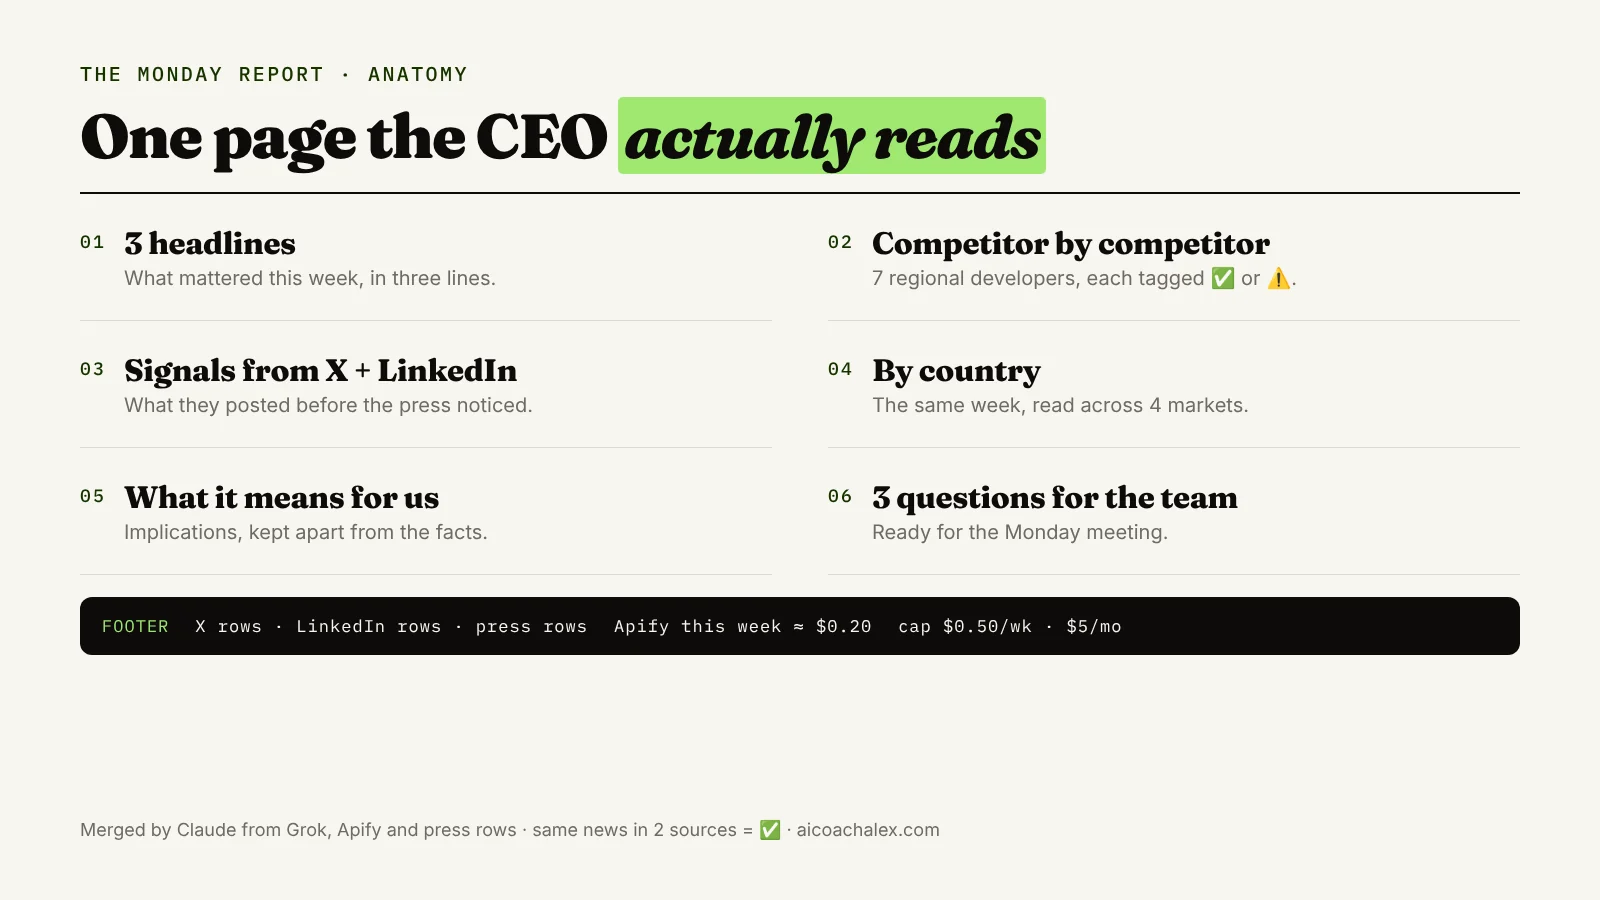 THE MONDAY REPORT · ANATOMY
One page the CEO actually reads
01 3 headlines
What mattered this week, in three lines.
02 Competitor by competitor
7 regional developers, each tagged ✅ or ⚠️.
03 Signals from X + LinkedIn
What they posted before the press noticed.
04 By country
The same week, read across 4 markets.
05 What it means for us
Implications, kept apart from the facts.
06 3 questions for the team
Ready for the Monday meeting.
FOOTER X rows · LinkedIn rows · press rows Apify this week ≈ $0.20 cap $0.50/wk · $5/mo
Merged by Claude from Grok, Apify and press rows · same news in 2 sources = ✅ · aicoachalex.com